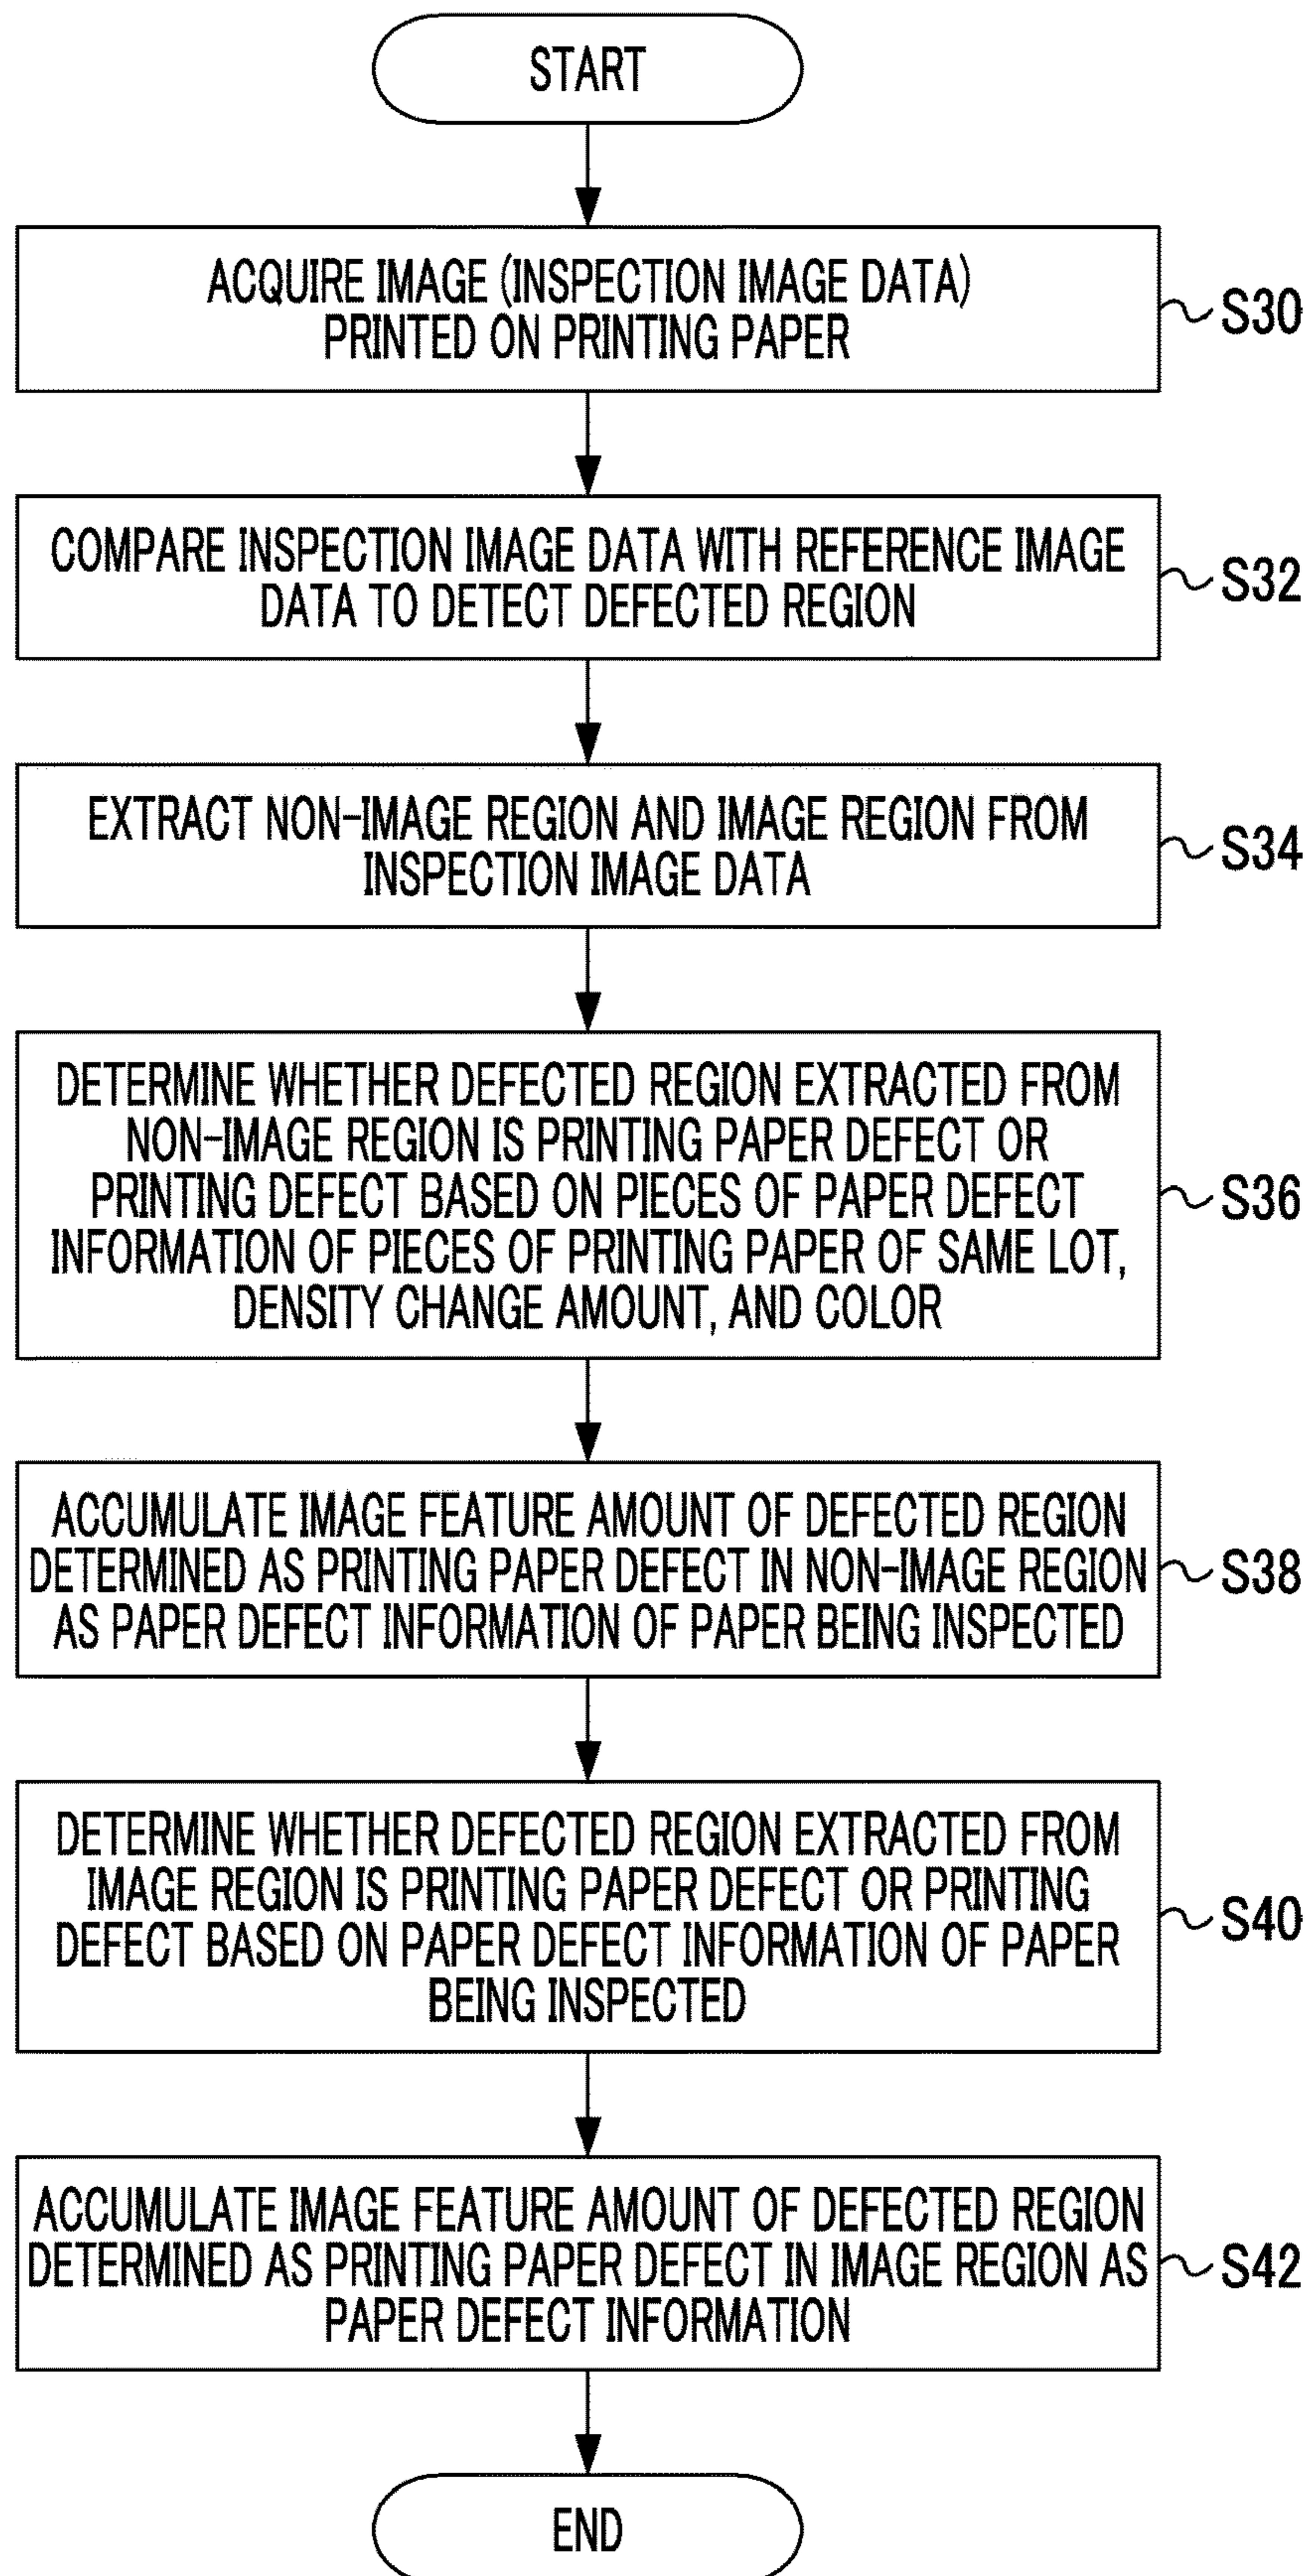 START
ACQUIRE IMAGE (INSPECTION IMAGE DATA)
PRINTED ON PRINTING PAPER
S30
COMPARE INSPECTION IMAGE DATA WITH REFERENCE IMAGE
DATA TO DETECT DEFECTED REGION
S32
EXTRACT NON-IMAGE REGION AND IMAGE REGION FROM
INSPECTION IMAGE DATA
S34
DETERMINE WHETHER DEFECTED REGION EXTRACTED FROM
NON-IMAGE REGION IS PRINTING PAPER DEFECT OR
PRINTING DEFECT BASED ON PIECES OF PAPER DEFECT
INFORMATION OF PIECES OF PRINTING PAPER OF SAME LOT,
DENSITY CHANGE AMOUNT, AND COLOR
S36
ACCUMULATE IMAGE FEATURE AMOUNT OF DEFECTED REGION
DETERMINED AS PRINTING PAPER DEFECT IN NON-IMAGE REGION
AS PAPER DEFECT INFORMATION OF PAPER BEING INSPECTED
S38
DETERMINE WHETHER DEFECTED REGION EXTRACTED FROM
IMAGE REGION IS PRINTING PAPER DEFECT OR PRINTING
DEFECT BASED ON PAPER DEFECT INFORMATION OF PAPER
BEING INSPECTED
S40
ACCUMULATE IMAGE FEATURE AMOUNT OF DEFECTED REGION
DETERMINED AS PRINTING PAPER DEFECT IN IMAGE REGION AS
PAPER DEFECT INFORMATION
S42
END